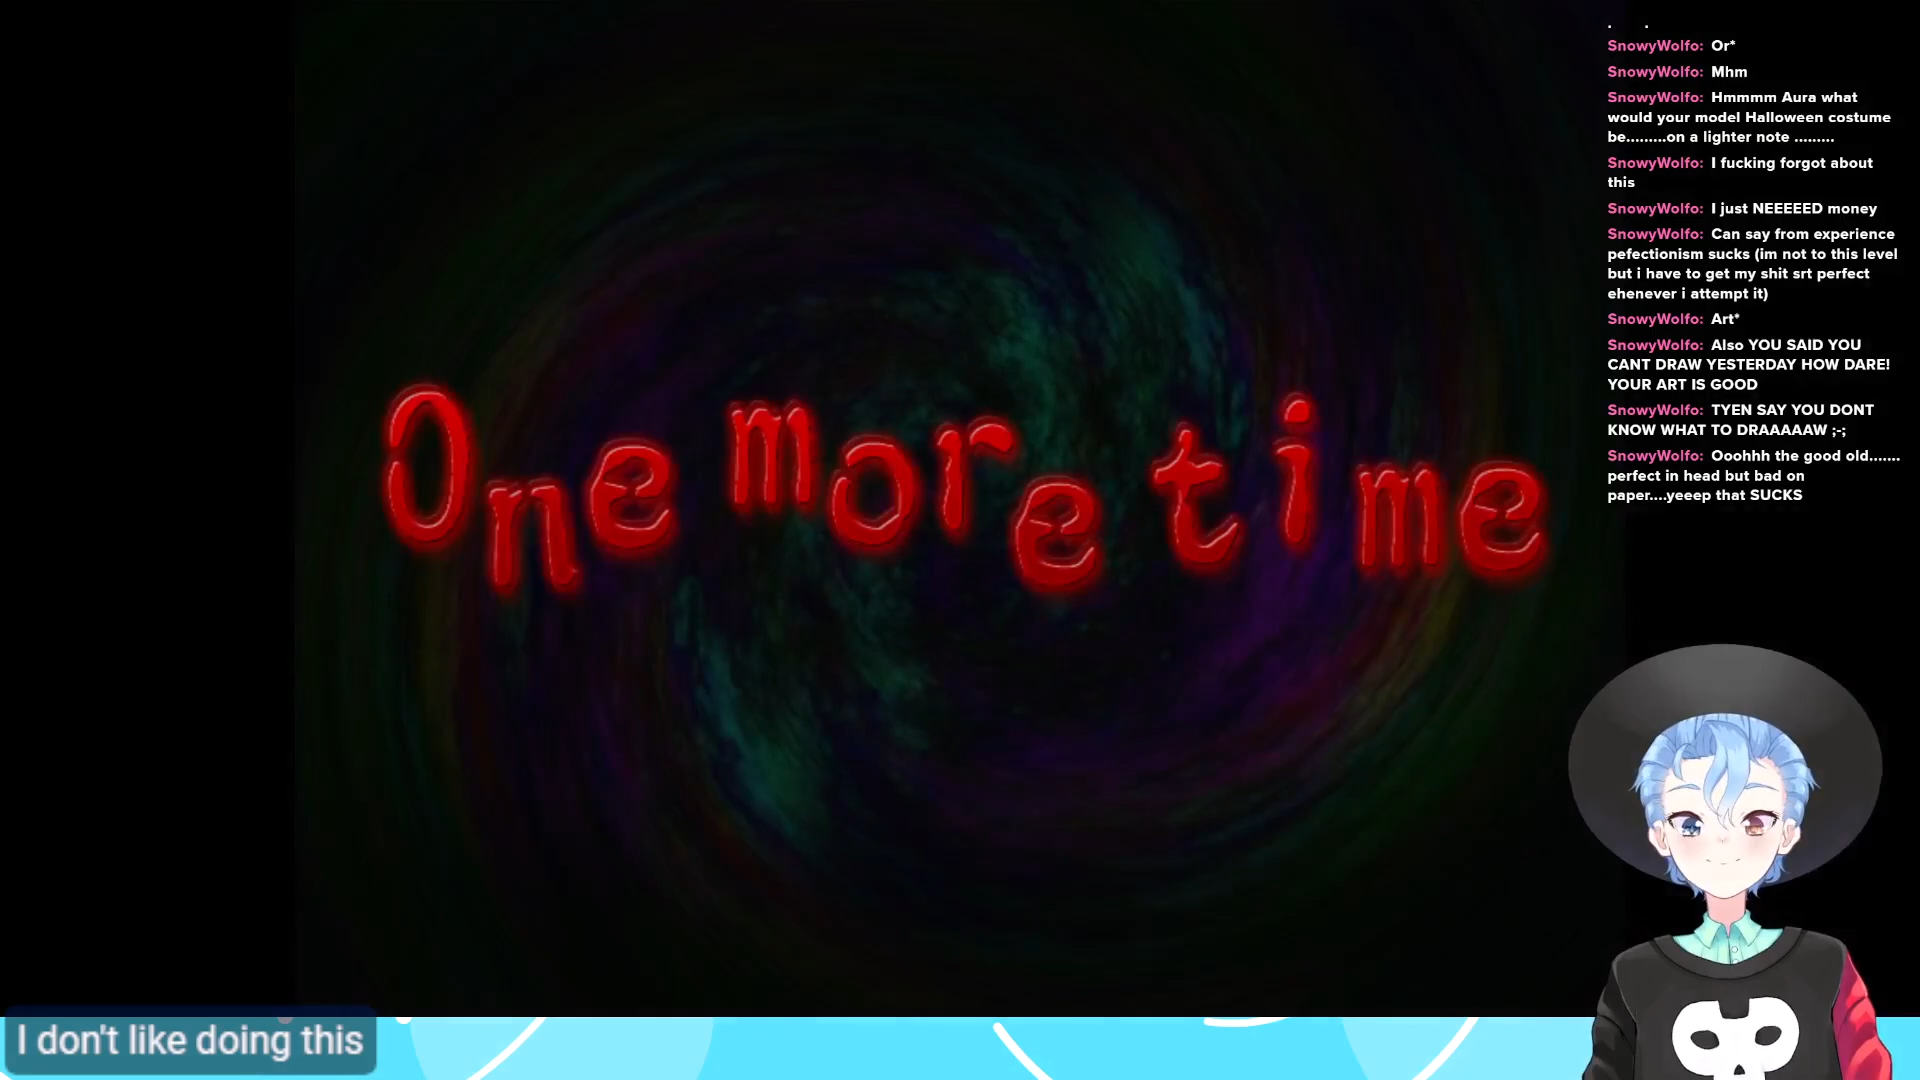 One more time
. .
SnowyWolfo: Or*
SnowyWolfo: Mhm
SnowyWolfo: Hmmmm Aura what
would your model Halloween costume
be.........on a lighter note .........
SnowyWolfo: I fucking forgot about
this
SnowyWolfo: I just NEEEEED money
SnowyWolfo: Can say from experience
pefectionism sucks (im not to this level
but i have to get my shit srt perfect
ehenever i attempt it)
SnowyWolfo: Art*
SnowyWolfo: Also YOU SAID YOU
CANT DRAW YESTERDAY HOW DARE!
YOUR ART IS GOOD
SnowyWolfo: TYEN SAY YOU DONT
KNOW WHAT TO DRAAAAAW ;-;
SnowyWolfo: Ooohhh the good old.......
perfect in head but bad on
paper....yeeep that SUCKS
I don't like doing this